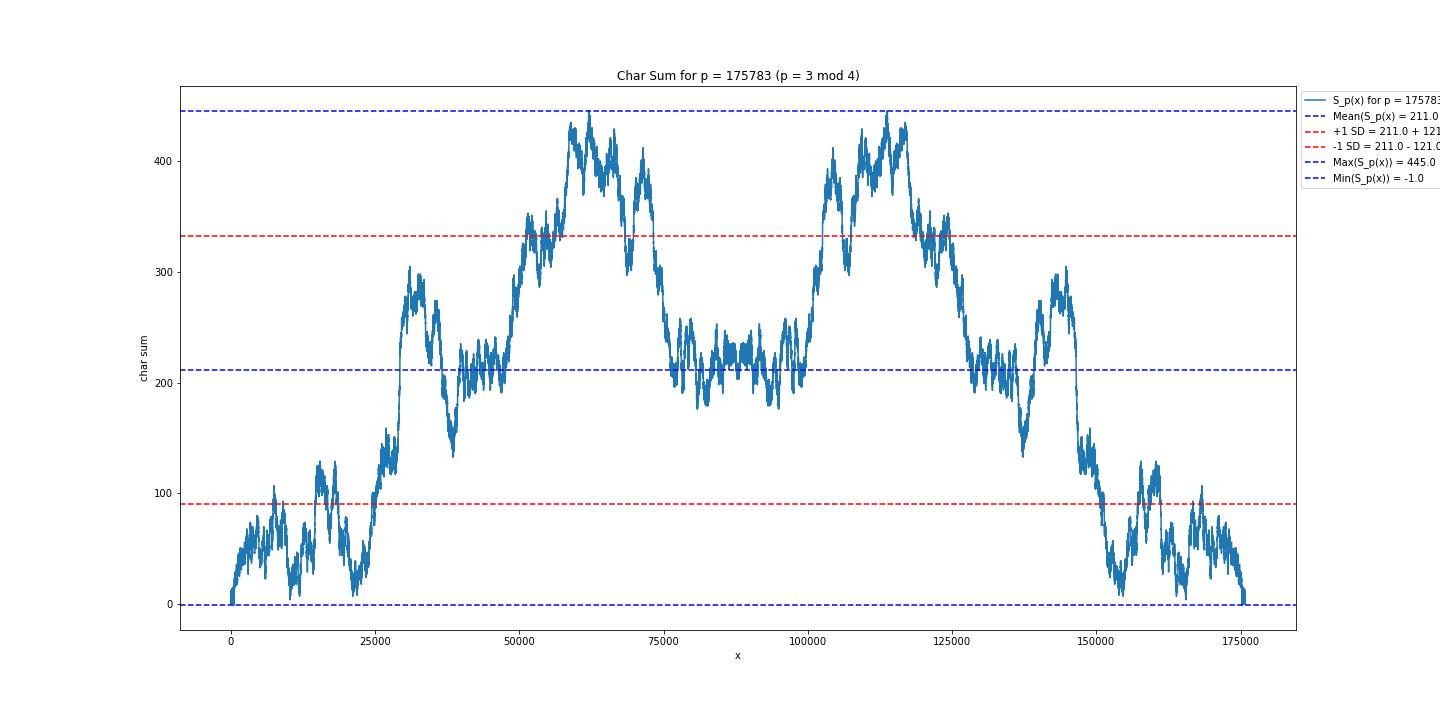 Char Sum for p = 175783 (p = 3 mod 4)
S_p(x) for p = 175783
Mean(S_p(x) = 211.0
+1 SD = 211.0 + 121
-1 SD = 211.0 - 121.0
Max(S_p(x)) = 445.0
Min(S_p(x)) = -1.0
char sum
400
300
200
100
0
0 25000 50000 75000 100000 125000 150000 175000
x